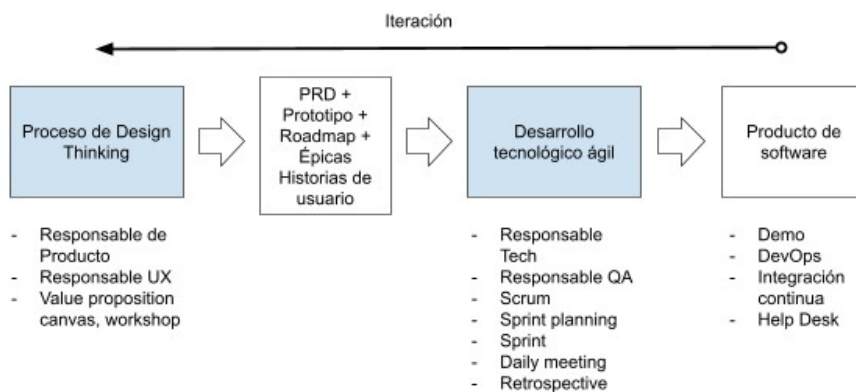 Iteración
Proceso de Design
Thinking
PRD +
Prototipo +
Roadmap +
Épicas
Historias de
usuario
Desarrollo
tecnológico ágil
Producto de
software
- Responsable de
Producto
- Responsable UX
- Value proposition
canvas, workshop
- Responsable
Tech
- Responsable QA
- Scrum
- Sprint planning
- Sprint
- Daily meeting
- Retrospective
- Demo
- DevOps
- Integración
continua
- Help Desk